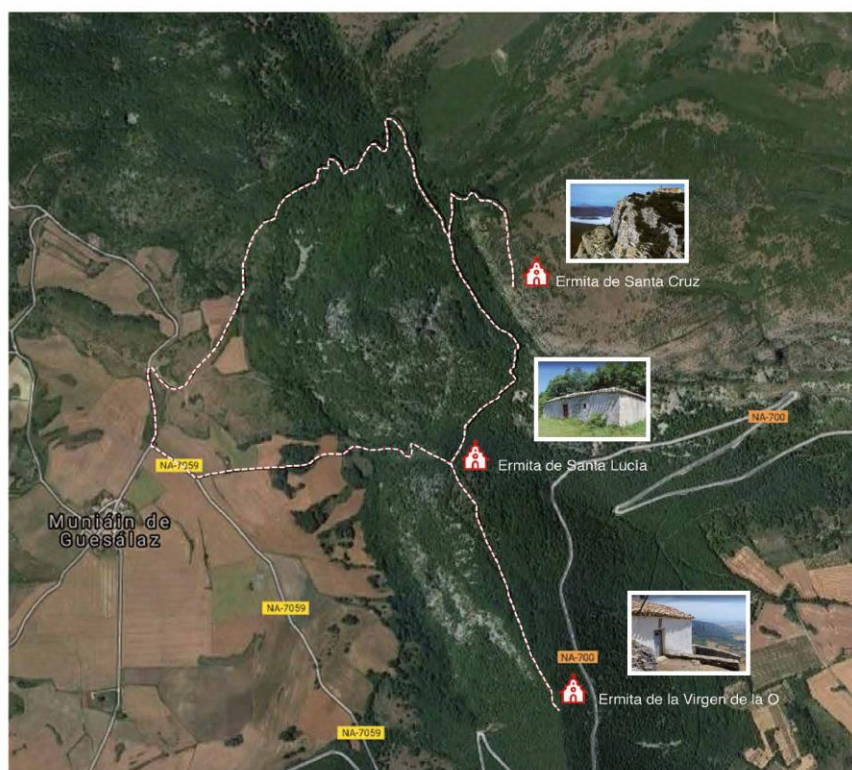 Ermita de Santa Cruz
NA-700
Ermita de Santa Lucía
NA-7059
Muniáin de
Guesálaz
NA-7059
NA-700
Ermita de la Virgen de la O
NA-7059